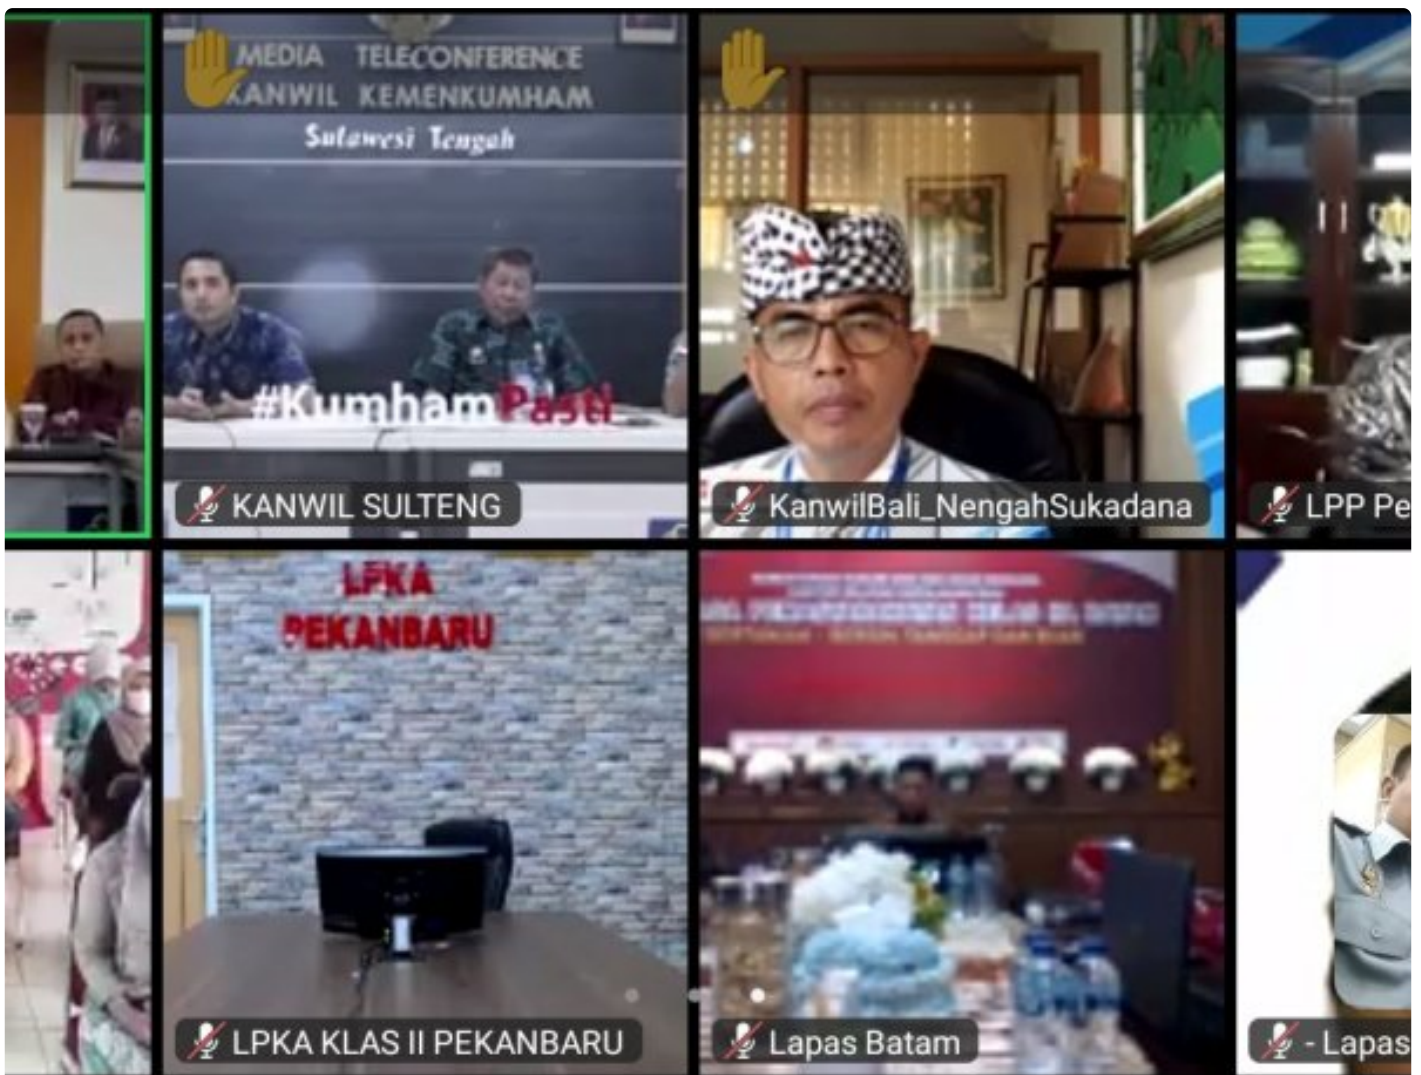 MEDIA TELECONFERENCE
KANWIL KEMENKUMHAM
Sulawesi Tengah
#KumhamPasti
KANWIL SULTENG
KanwilBali_NengahSukadana
LPP Pe
LPKA
PEKANBARU
LPKA KLAS II PEKANBARU
Lapas Batam
- Lapas